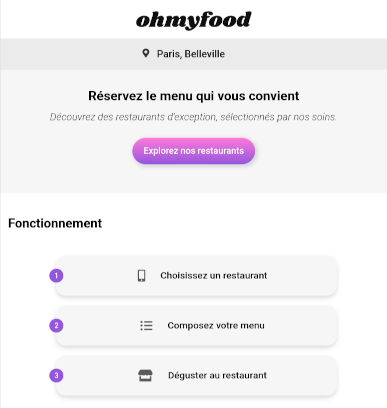 ohmyfood
Paris, Belleville
Réservez le menu qui vous convient
Découvrez des restaurants d'exception, sélectionnés par nos soins.
Explorez nos restaurants
Fonctionnement
1 Choisissez un restaurant
2 Composez votre menu
3 Déguster au restaurant